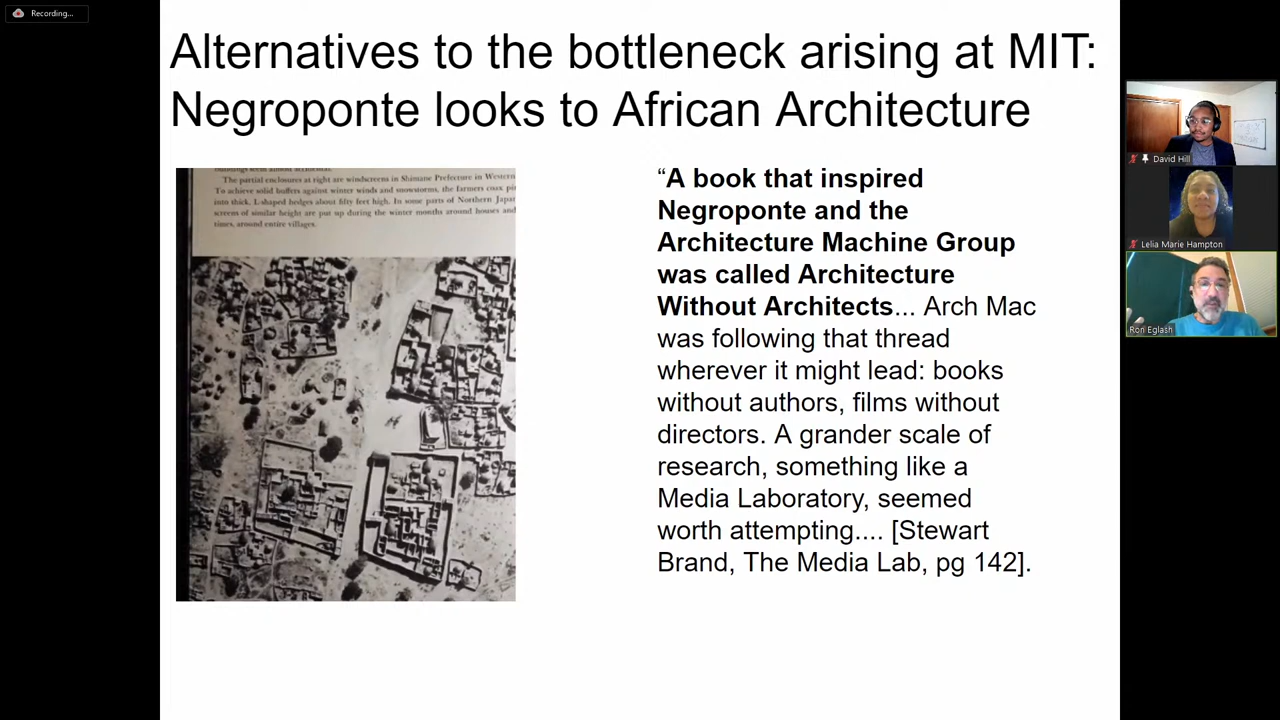 Recording...
Alternatives to the bottleneck arising at MIT:
Negroponte looks to African Architecture
The partial enclosures at right are windscreens in Shimane Prefecture in Western
To achieve solid buffers against winter winds and snowstorms, the farmers coax pi
into thick, L-shaped hedges about fifty feet high. In some parts of Northern Japa
screens of similar height are put up during the winter months around houses and
times, around entire villages.
“A book that inspired
Negroponte and the
Architecture Machine Group
was called Architecture
Without Architects... Arch Mac
was following that thread
wherever it might lead: books
without authors, films without
directors. A grander scale of
research, something like a
Media Laboratory, seemed
worth attempting.... [Stewart
Brand, The Media Lab, pg 142].
David Hill
Lelia Marie Hampton
Ron Eglash